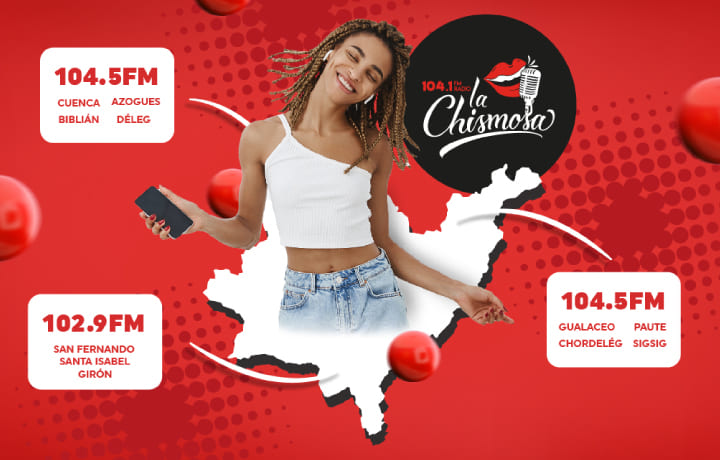 104.5FM
CUENCA AZOGUES
BIBLIÁN DÉLEG
104.1 FM
RADIO
la
Chismosa
102.9FM
SAN FERNANDO
SANTA ISABEL
GIRÓN
104.5FM
GUALACEO PAUTE
CHORDELÉG SIGSIG